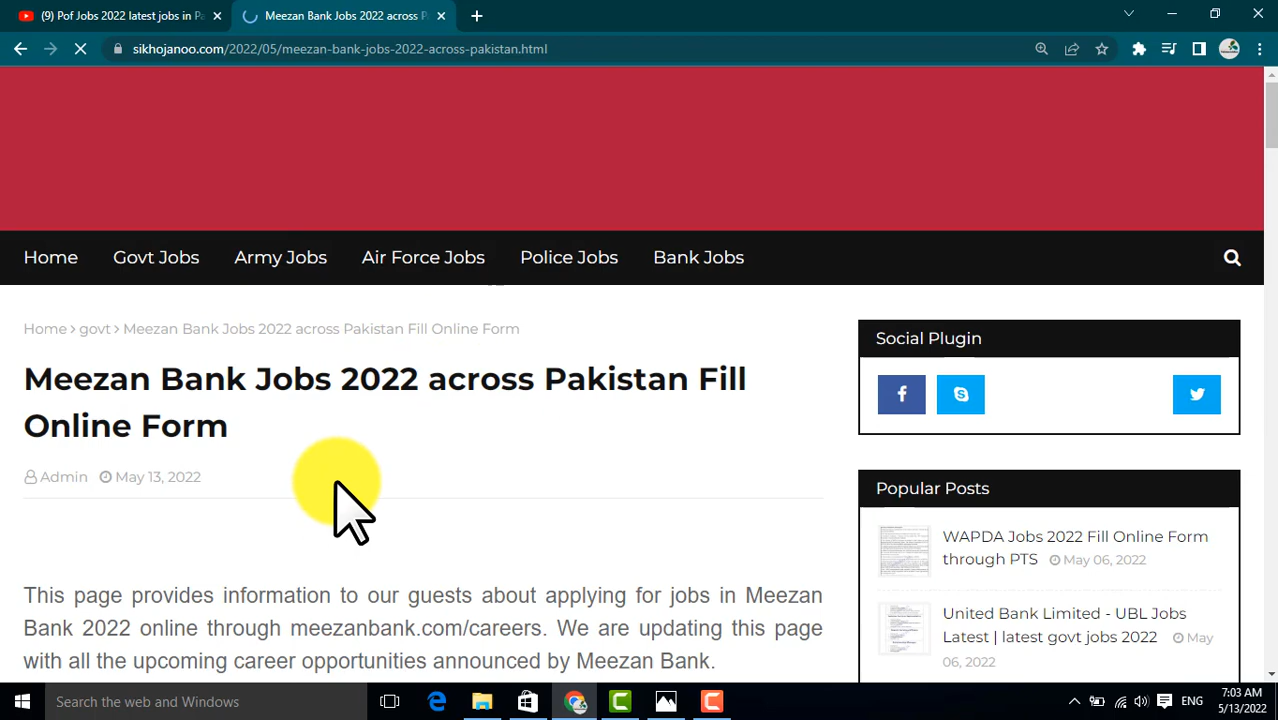 (9) Pof Jobs 2022 latest jobs in Pa
Meezan Bank Jobs 2022 across P
sikhojanoo.com/2022/05/meezan-bank-jobs-2022-across-pakistan.html
Home Govt Jobs Army Jobs Air Force Jobs Police Jobs Bank Jobs
Home > govt > Meezan Bank Jobs 2022 across Pakistan Fill Online Form
Meezan Bank Jobs 2022 across Pakistan Fill
Online Form
Admin May 13, 2022
This page provides information to our guests about applying for jobs in Meezan
Bank 2022 online through meezanbank.com/careers. We are updating this page
with all the upcoming career opportunities announced by Meezan Bank.
Social Plugin
Popular Posts
WAPDA Jobs 2022 Fill Online Form
through PTS May 06, 2022
United Bank Limited - UBL Jobs
Latest | latest govt jobs 2022 May
06, 2022
Search the web and Windows
ENG
7:03 AM
5/13/2022